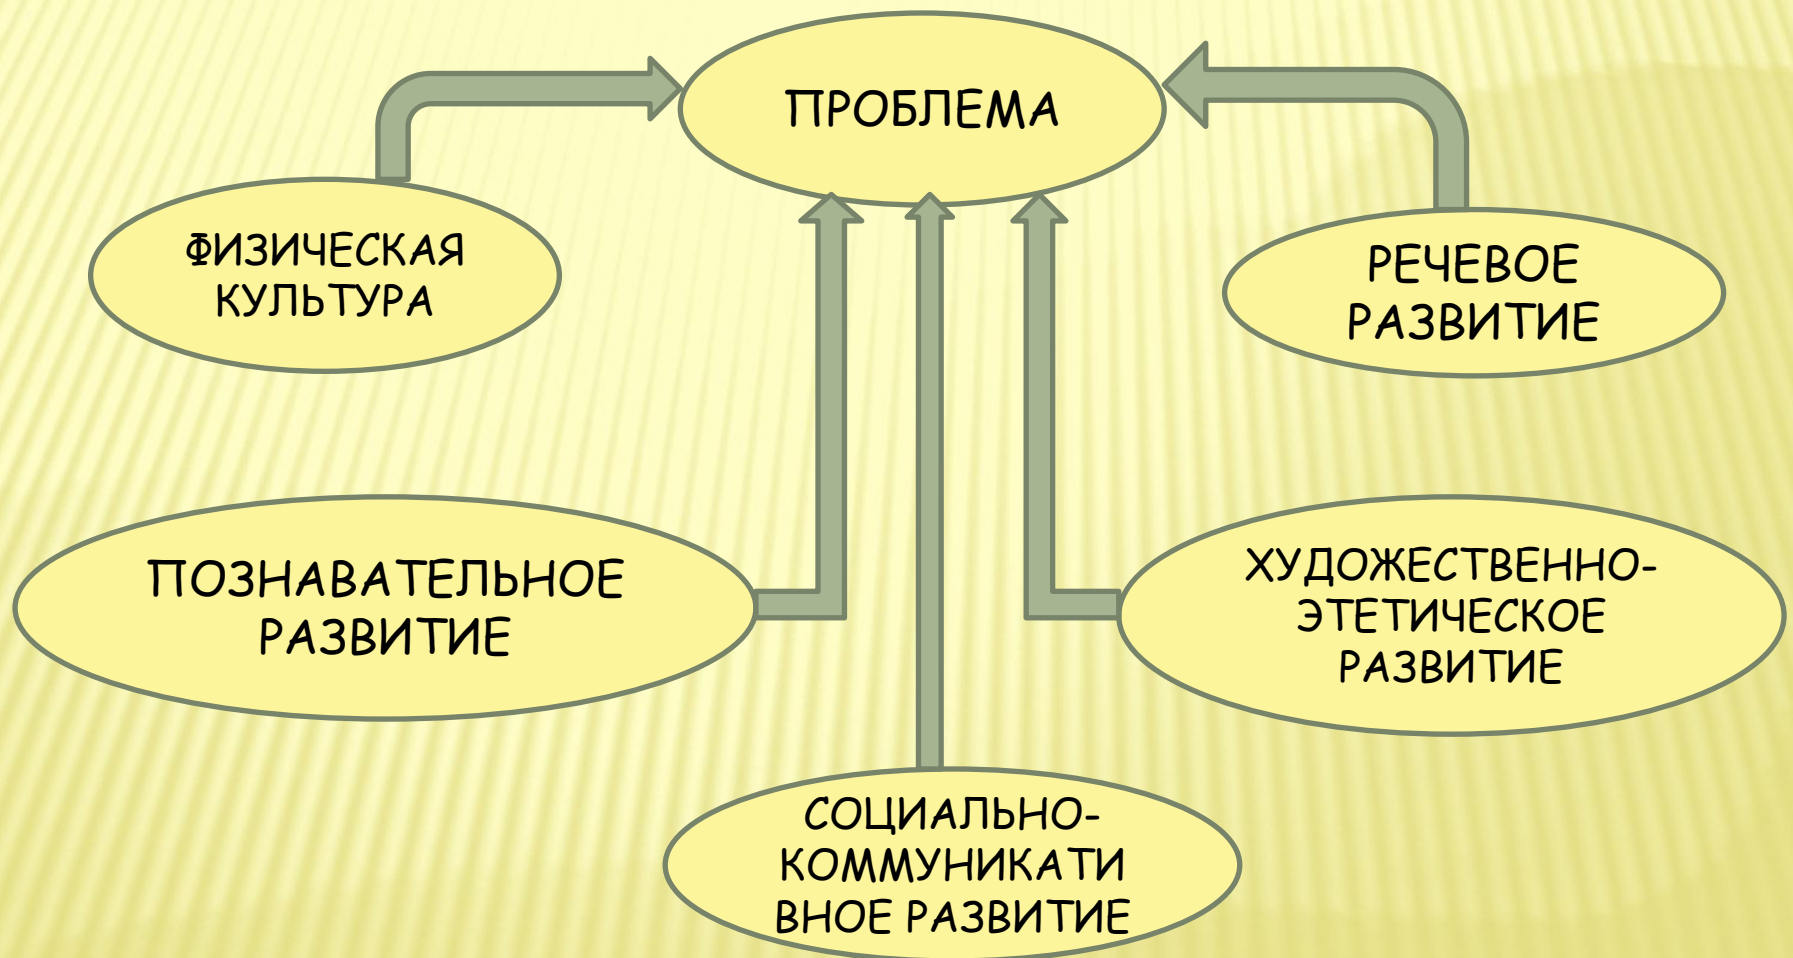 ПРОБЛЕМА
ФИЗИЧЕСКАЯ
КУЛЬТУРА
РЕЧЕВОЕ
РАЗВИТИЕ
ПОЗНАВАТЕЛЬНОЕ
РАЗВИТИЕ
ХУДОЖЕСТВЕННО-
ЭТЕТИЧЕСКОЕ
РАЗВИТИЕ
СОЦИАЛЬНО-
КОММУНИКАТИ
ВНОЕ РАЗВИТИЕ